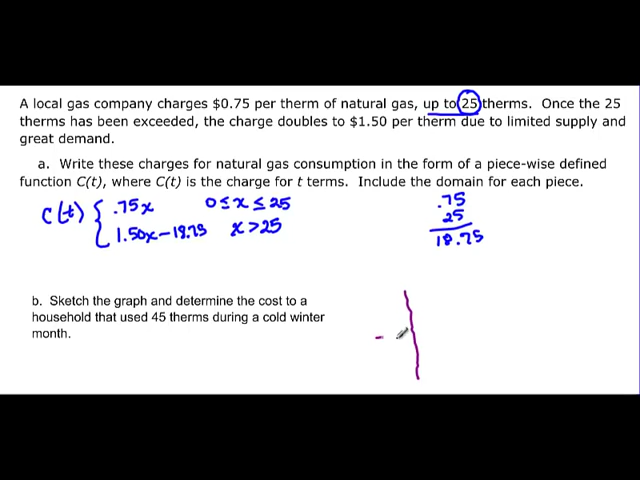 A local gas company charges $0.75 per therm of natural gas, up to 25 therms. Once the 25
therms has been exceeded, the charge doubles to $1.50 per therm due to limited supply and
great demand.
a. Write these charges for natural gas consumption in the form of a piece-wise defined
function C(t), where C(t) is the charge for t terms. Include the domain for each piece.
C(t) { .75x 0 ≤ x ≤ 25
1.50x - 18.75 x > 25
.75
25
18.75
b. Sketch the graph and determine the cost to a
household that used 45 therms during a cold winter
month.